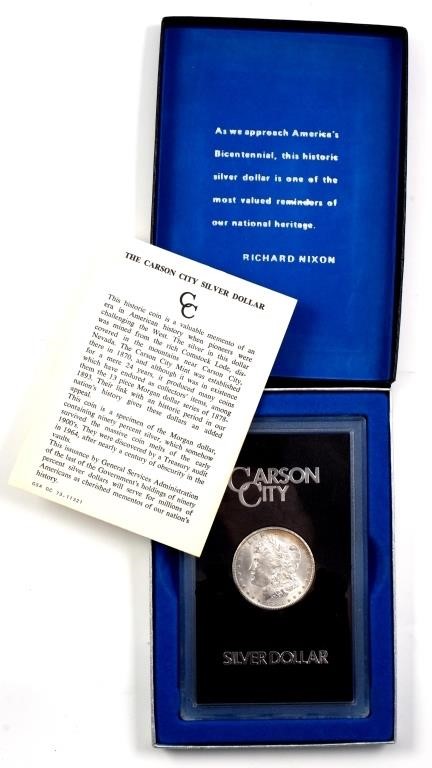 As we approach America's
Bicentennial, this historic
silver dollar is one of the
most valued reminders of
our national heritage.
RICHARD NIXON
THE CARSON CITY SILVER DOLLAR
CC
This historic coin is a valuable memento of an
era in American history when pioneers were
challenging the West. The silver in this dollar
was mined from the rich Comstock Lode, dis-
covered in the mountains near Carson City,
Nevada. The Carson City Mint was established
there in 1870, and although it was in existence
for a mere 24 years, it produced many coins
which have endured as collectors' items, among
them the 13 piece Morgan dollar series of 1878-
1893. Their link with an historic period in our
nation's history gives these dollars an added
appeal.
This coin is a specimen of the Morgan dollar,
containing ninety percent silver, which somehow
survived the massive coin melts of the early
1900's. They were discovered by a Treasury audit
in 1964, after nearly a century of obscurity in the
vaults.
This issuance by General Services Administration
of the last of the Government's holdings of ninety
percent silver dollars will serve for millions of
Americans as cherished mementos of our nation's
history.
GSA DC 73-11221
CARSON
CITY
SILVER DOLLAR